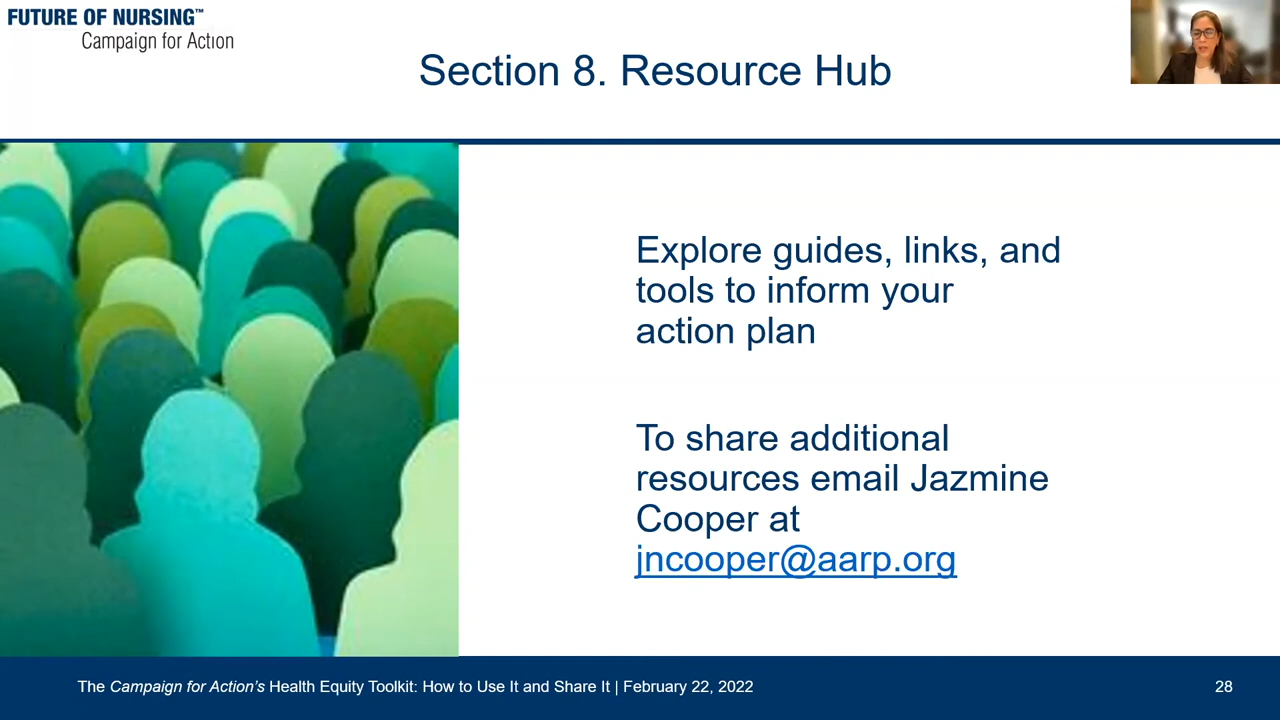 FUTURE OF NURSING™
Campaign for Action
Section 8. Resource Hub
Explore guides, links, and
tools to inform your
action plan
To share additional
resources email Jazmine
Cooper at
jncooper@aarp.org
The Campaign for Action's Health Equity Toolkit: How to Use It and Share It | February 22, 2022
28